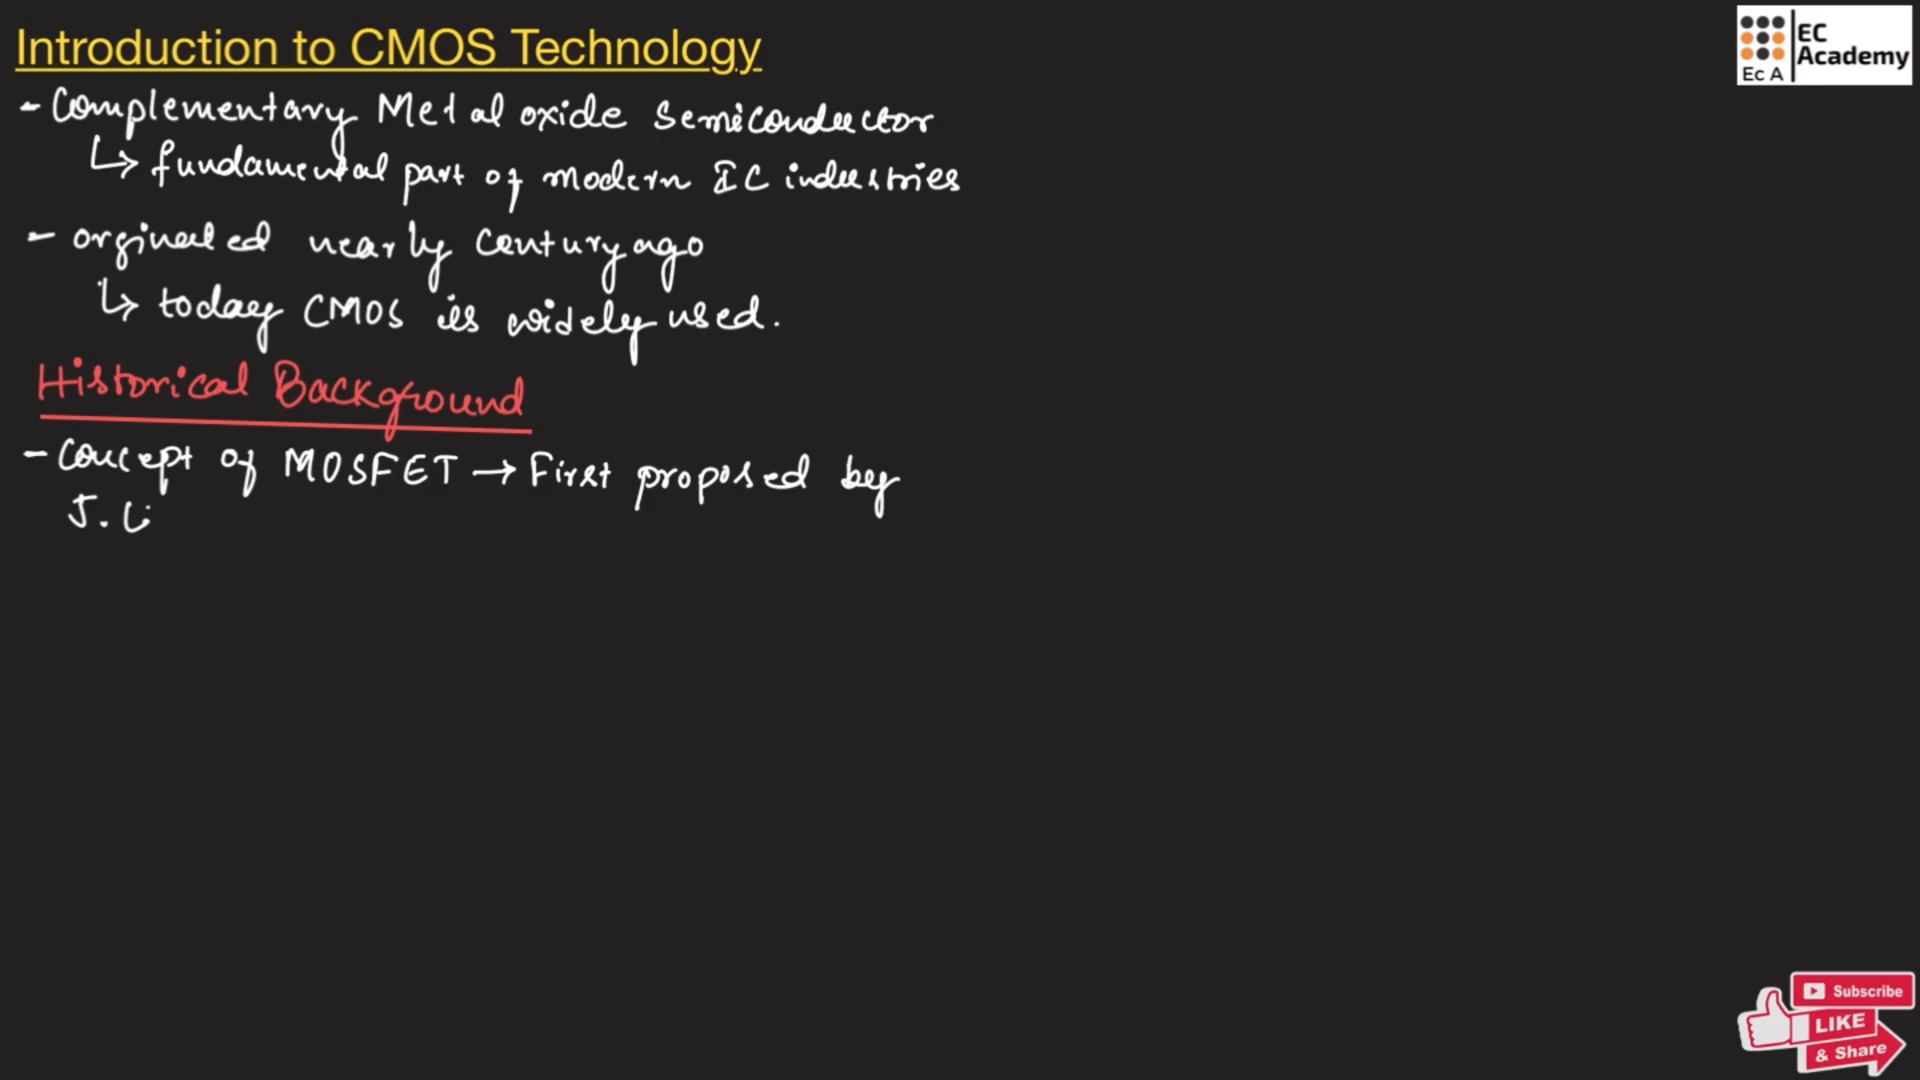 Introduction to CMOS Technology
EC
Academy
Ec A
- Complementary Metal oxide semiconductor
↳ fundamental part of modern IC industries
- orginated nearly century ago
↳ today CMOS is widely used.
Historical Background
- Concept of MOSFET → First proposed by
J. Li
Subscribe
LIKE
& Share